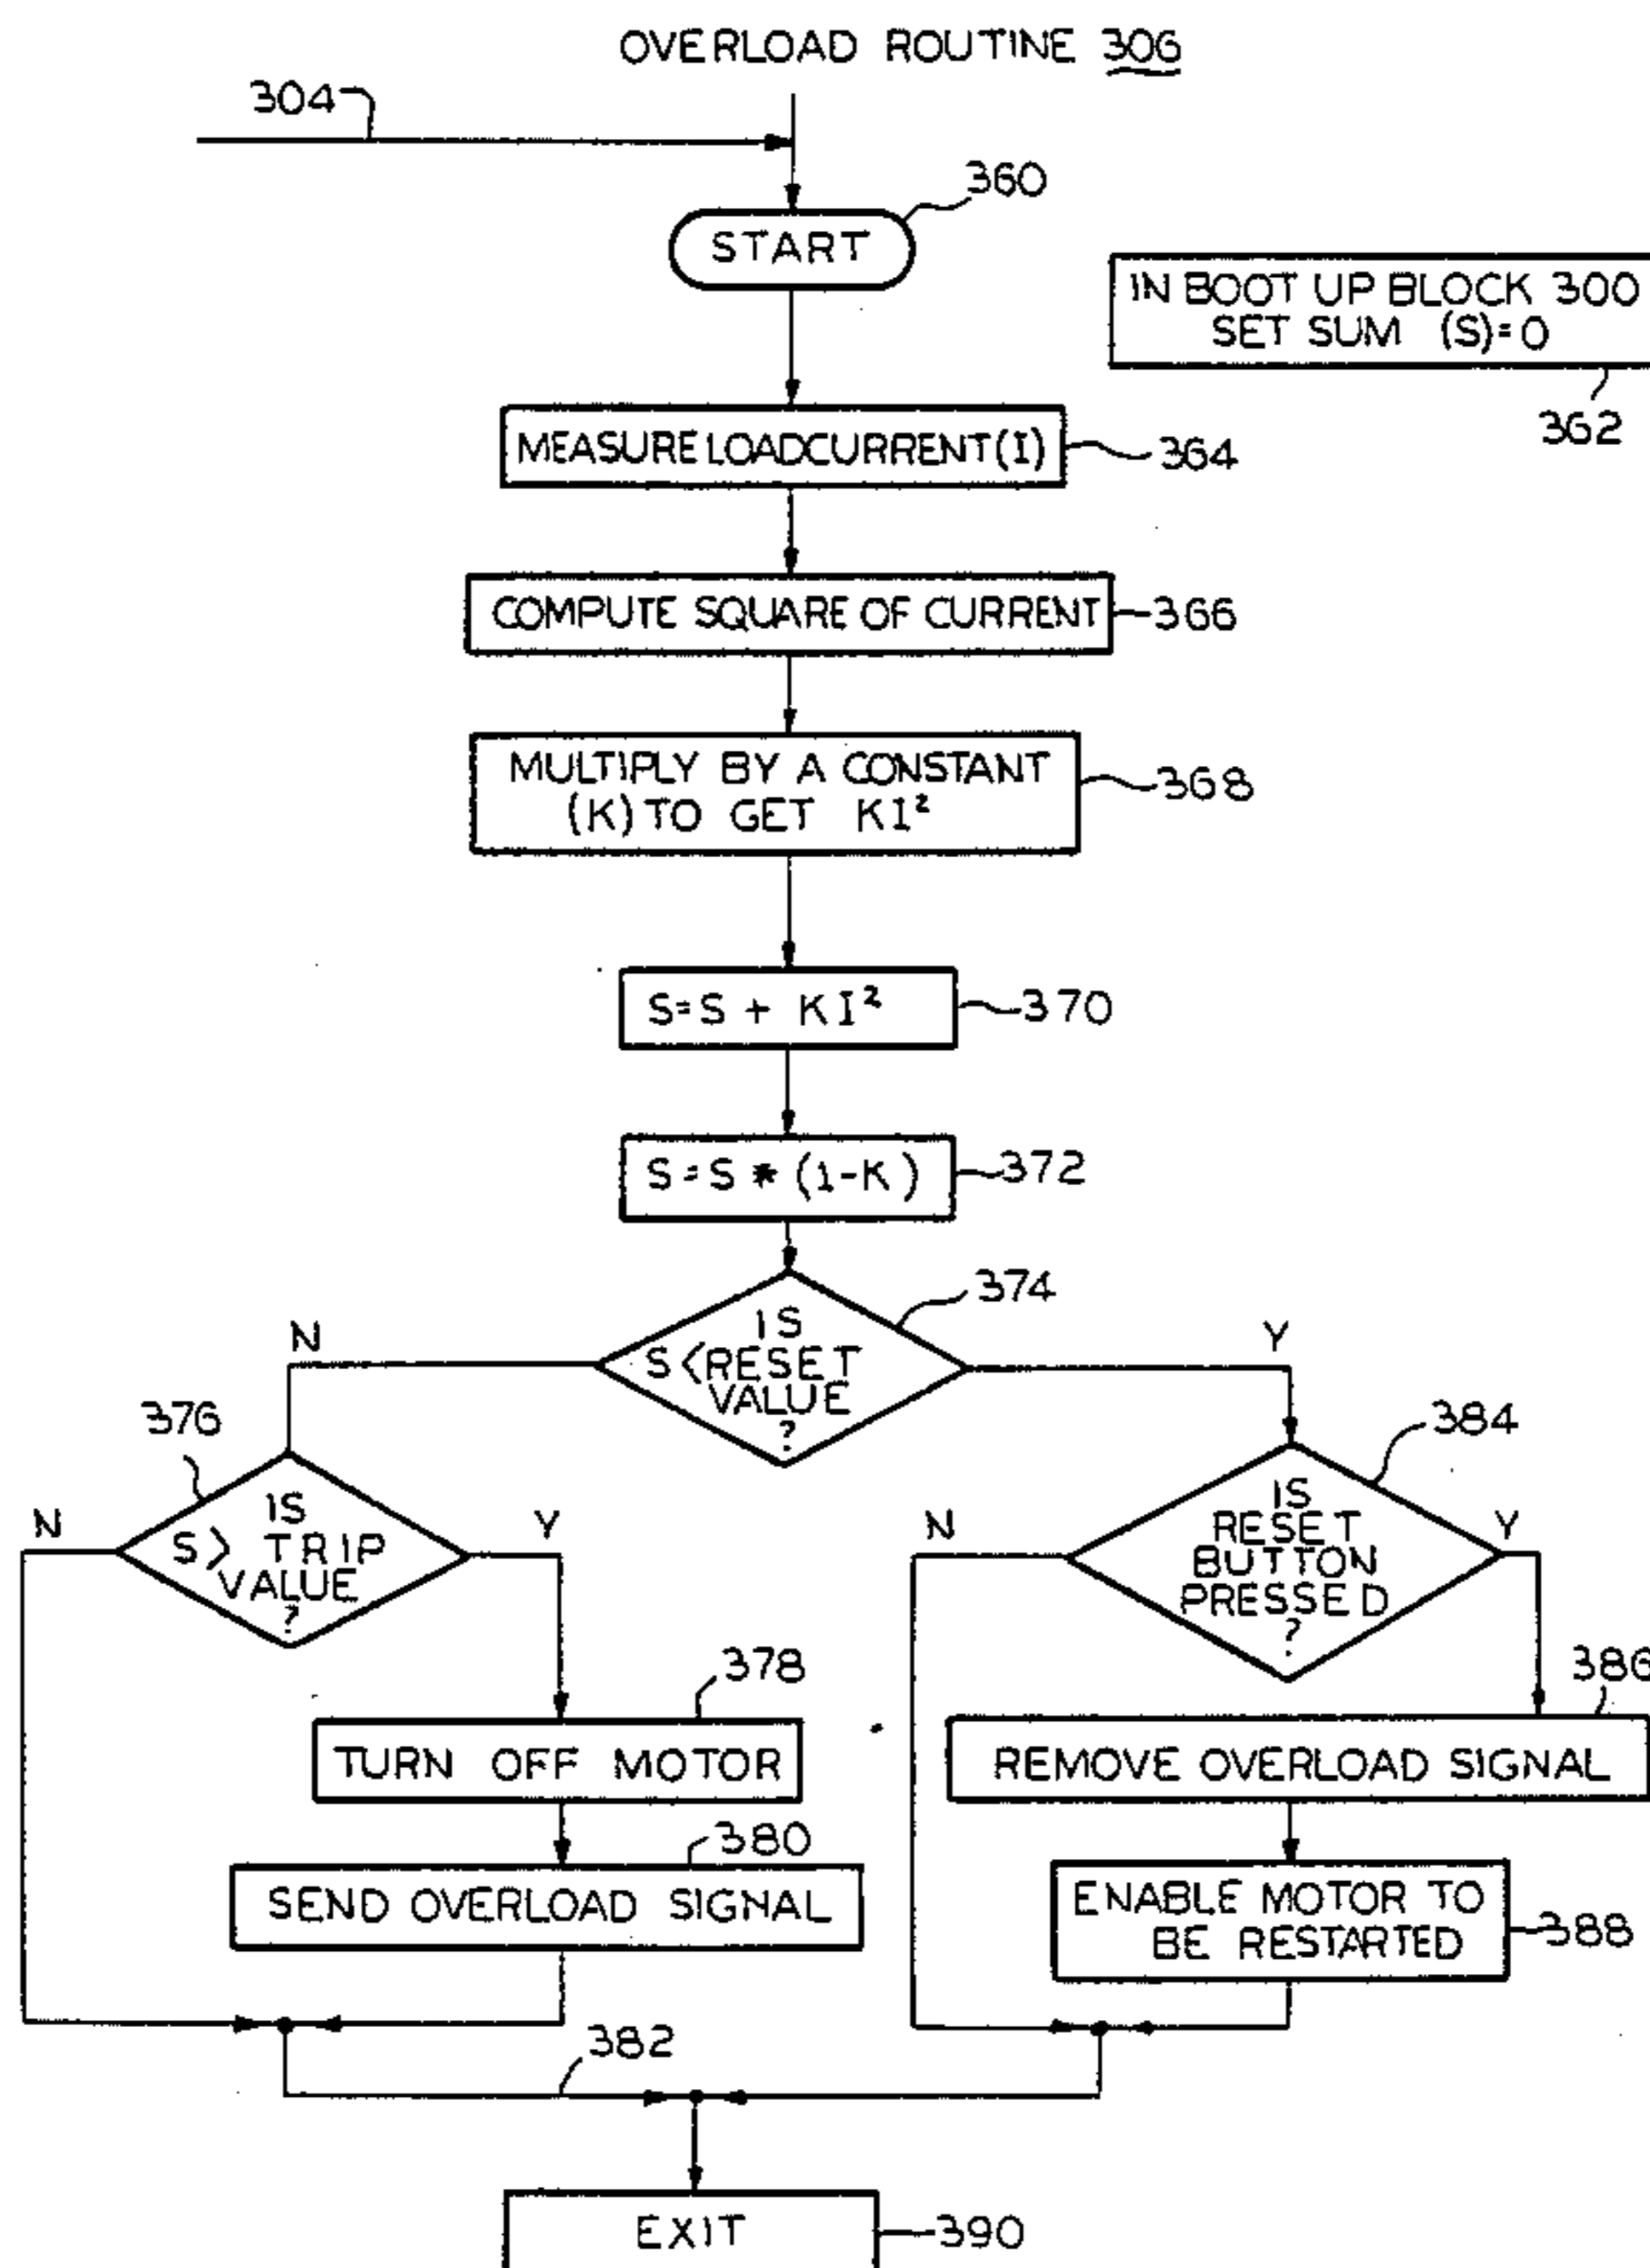 OVERLOAD ROUTINE 306
304
360
START
IN BOOT UP BLOCK 300
SET SUM (S)=0
362
MEASURE LOADCURRENT(I)
364
COMPUTE SQUARE OF CURRENT
366
MULTIPLY BY A CONSTANT
(K) TO GET KI²
368
S=S + KI²
370
S=S * (1-K)
372
374
IS
S<RESET
VALUE
?
N
Y
376
IS
S> TRIP
VALUE
?
N
Y
384
IS
RESET
BUTTON
PRESSED
?
N
Y
378
TURN OFF MOTOR
380
SEND OVERLOAD SIGNAL
386
REMOVE OVERLOAD SIGNAL
ENABLE MOTOR TO
BE RESTARTED
388
382
EXIT
390